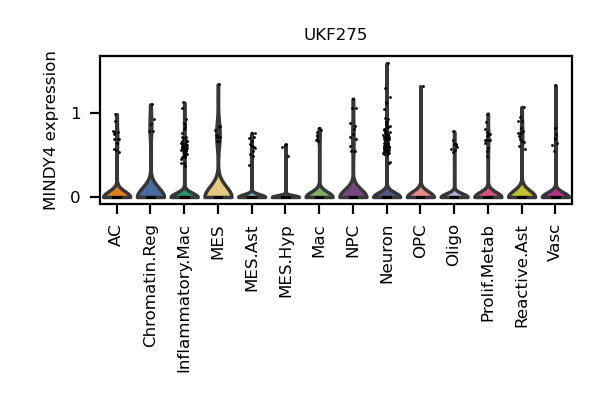 UKF275
MINDY4 expression
1
0
AC
Chromatin.Reg
Inflammatory.Mac
MES
MES.Ast
MES.Hyp
Mac
NPC
Neuron
OPC
Oligo
Prolif.Metab
Reactive.Ast
Vasc